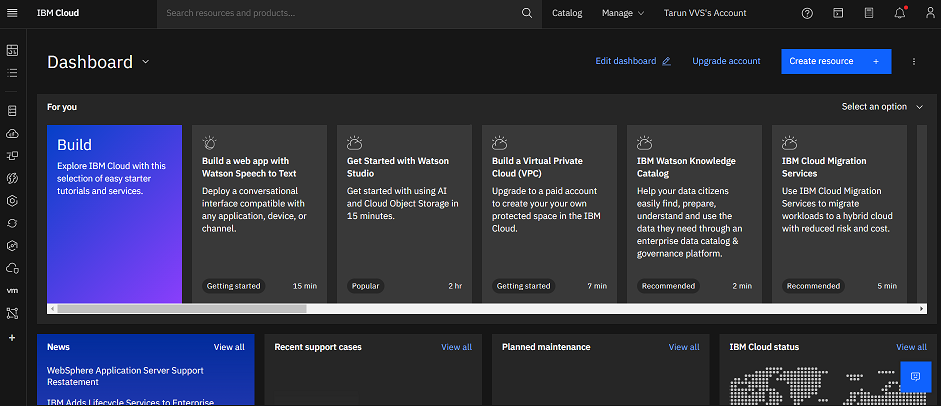 IBM Cloud
Search resources and products...
Catalog
Manage
Tarun VVS's Account
Dashboard
Edit dashboard
Upgrade account
Create resource +
For you
Select an option
Build
Explore IBM Cloud with this
selection of easy starter
tutorials and services.
Build a web app with
Watson Speech to Text
Deploy a conversational
interface compatible with
any application, device, or
channel.
Getting started
15 min
Get Started with Watson
Studio
Get started with using AI
and Cloud Object Storage in
15 minutes.
Popular
2 hr
Build a Virtual Private
Cloud (VPC)
Upgrade to a paid account
to create your your own
protected space in the IBM
Cloud.
Getting started
7 min
IBM Watson Knowledge
Catalog
Help your data citizens
easily find, prepare,
understand and use the
data they need through an
enterprise data catalog &
governance platform.
Recommended
2 min
IBM Cloud Migration
Services
Use IBM Cloud Migration
Services to migrate
workloads to a hybrid cloud
with reduced risk and cost.
Recommended
5 min
vm
News
View all
WebSphere Application Server Support
Restatement
IBM Adds Lifecycle Services to Enterprise
Recent support cases
View all
Planned maintenance
View all
IBM Cloud status
View all